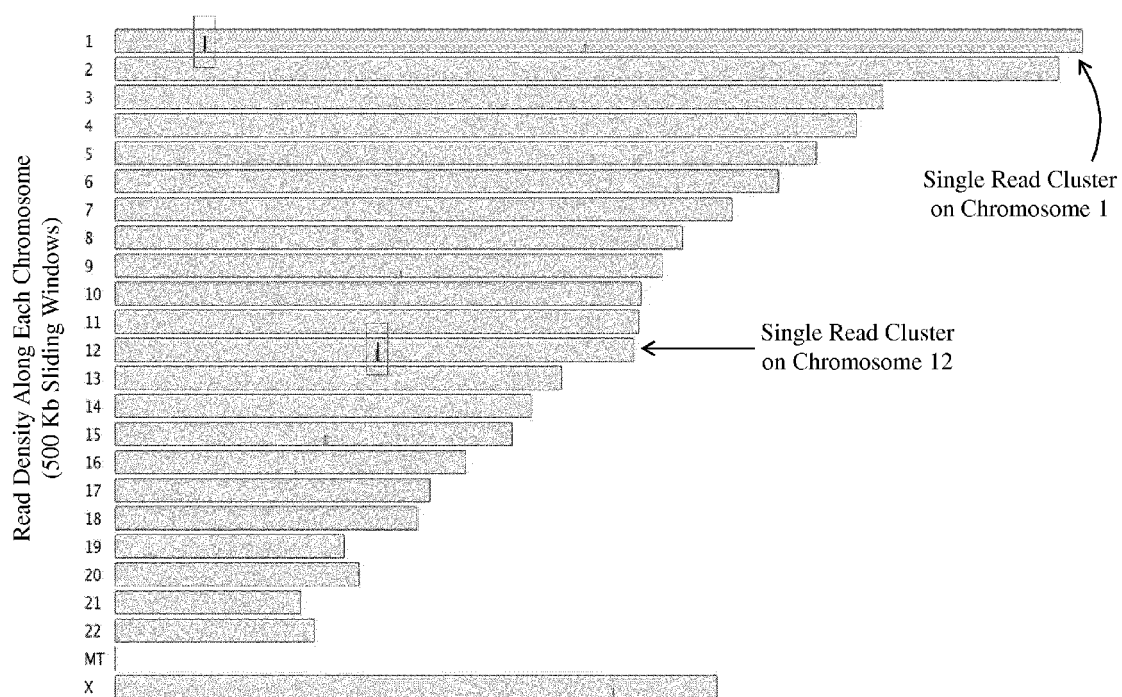 Read Density Along Each Chromosome
(500 Kb Sliding Windows)
1
2
3
4
5
6
7
8
9
10
11
12
13
14
15
16
17
18
19
20
21
22
MT
X
Single Read Cluster
on Chromosome 1
Single Read Cluster
on Chromosome 12